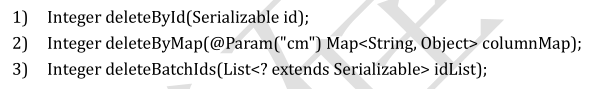 1) Integer deleteById(Serializable id);
2) Integer deleteByMap(@Param("cm") Map<String, Object> columnMap);
3) Integer deleteBatchIds(List<? extends Serializable> idList);